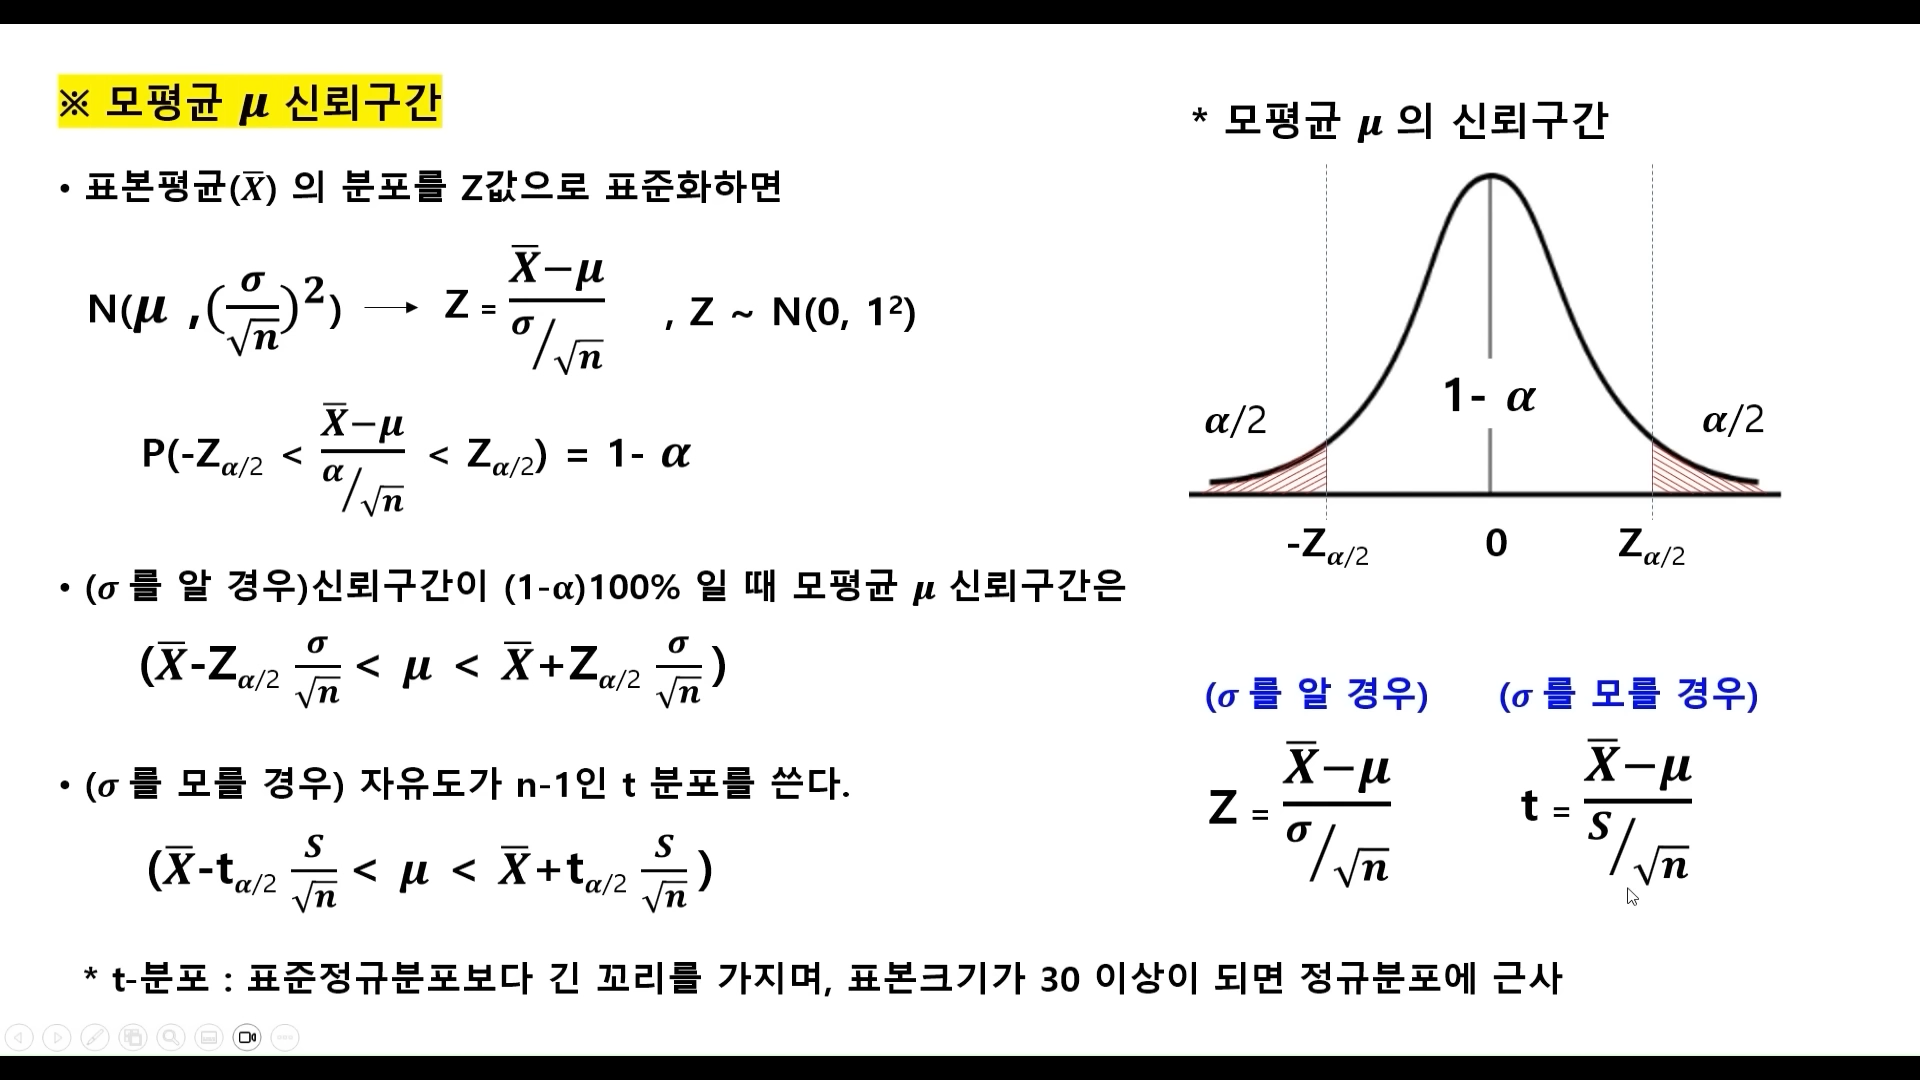 ※ 모평균 μ 신뢰구간
• 표본평균(X̅) 의 분포를 Z값으로 표준화하면
N(μ ,(σ/√n)²) → Z = (X̅−μ)/(σ/√n) , Z ~ N(0, 1²)
P(-Zα/2 < (X̅−μ)/(α/√n) < Zα/2) = 1- α
• (σ 를 알 경우)신뢰구간이 (1-α)100% 일 때 모평균 μ 신뢰구간은
(X̅-Zα/2 σ/√n < μ < X̅+Zα/2 σ/√n )
• (σ 를 모를 경우) 자유도가 n-1인 t 분포를 쓴다.
(X̅-tα/2 S/√n < μ < X̅+tα/2 S/√n )
* t-분포 : 표준정규분포보다 긴 꼬리를 가지며, 표본크기가 30 이상이 되면 정규분포에 근사
* 모평균 μ 의 신뢰구간
1- α
α/2
α/2
-Zα/2 0 Zα/2
(σ 를 알 경우) (σ 를 모를 경우)
Z = (X̅−μ)/(σ/√n) t = (X̅−μ)/(S/√n)